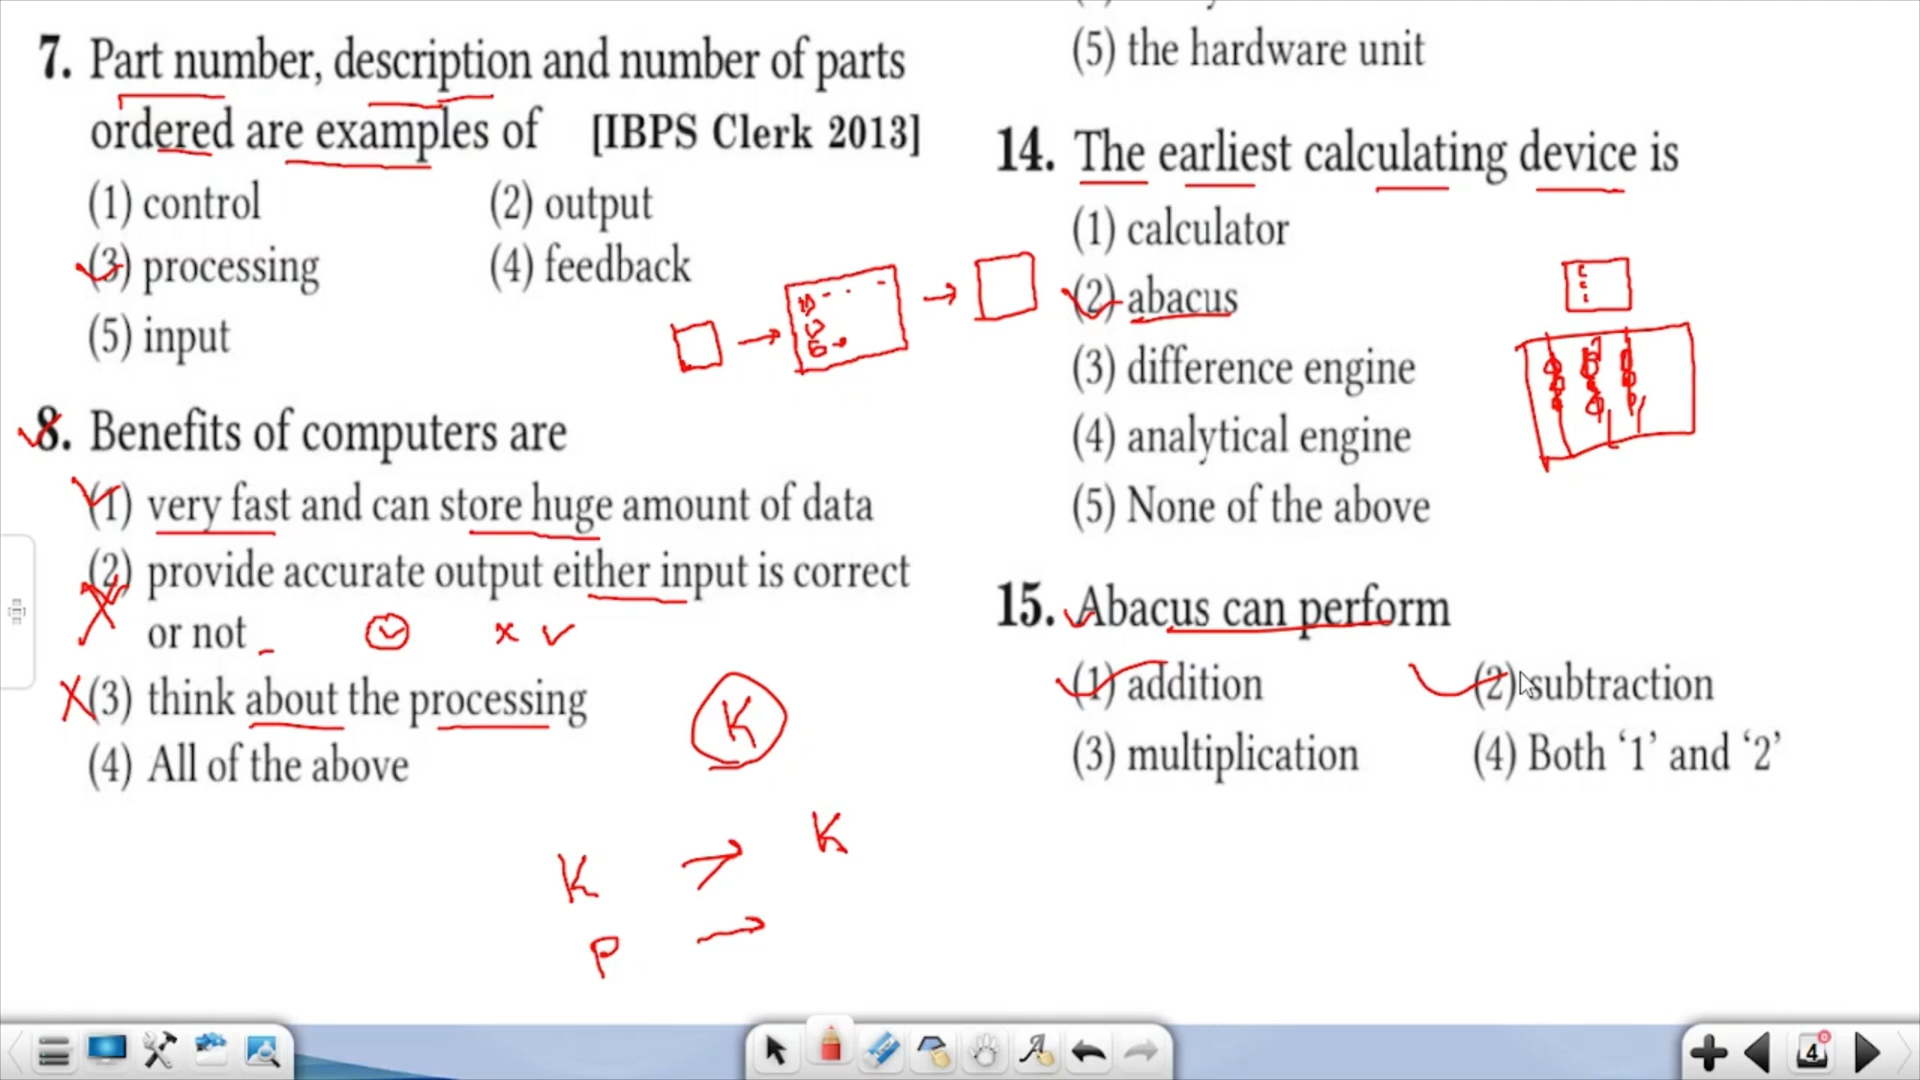 7. Part number, description and number of parts
ordered are examples of [IBPS Clerk 2013]
(1) control (2) output
(3) processing (4) feedback
(5) input
8. Benefits of computers are
(1) very fast and can store huge amount of data
(2) provide accurate output either input is correct
or not
(3) think about the processing
(4) All of the above
K
K
K
P
(5) the hardware unit
14. The earliest calculating device is
(1) calculator
(2) abacus
(3) difference engine
(4) analytical engine
(5) None of the above
15. Abacus can perform
(1) addition (2) subtraction
(3) multiplication (4) Both ‘1’ and ‘2’
4